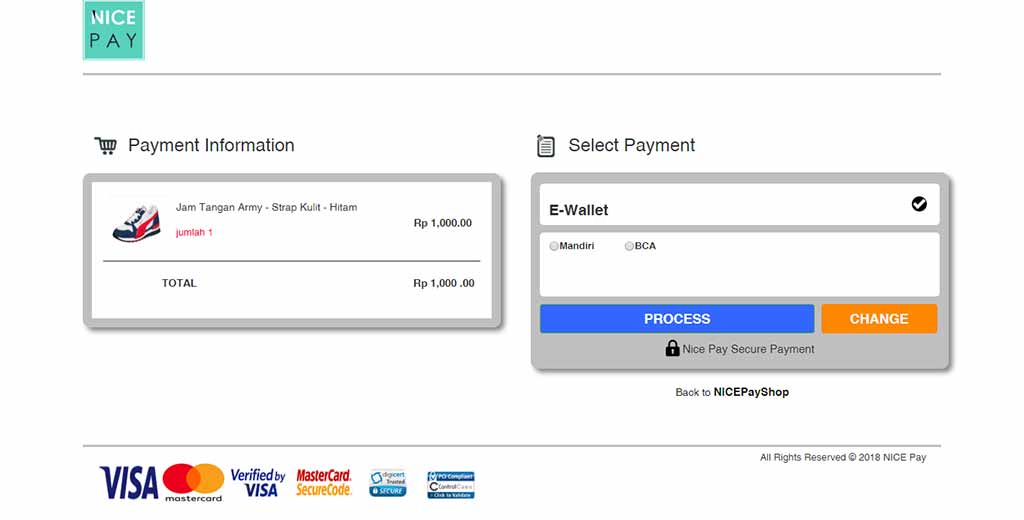 NICE
PAY
Payment Information
Jam Tangan Army - Strap Kulit - Hitam
Rp 1,000.00
jumlah 1
TOTAL
Rp 1,000 .00
Select Payment
E-Wallet
Mandiri
BCA
PROCESS
CHANGE
Nice Pay Secure Payment
Back to NICEPayShop
All Rights Reserved © 2018 NICE Pay
VISA
mastercard
Verified by
VISA
MasterCard.
SecureCode.
digicert
Trusted
SECURE
PCI Compliant
ControlCase
Click to Validate